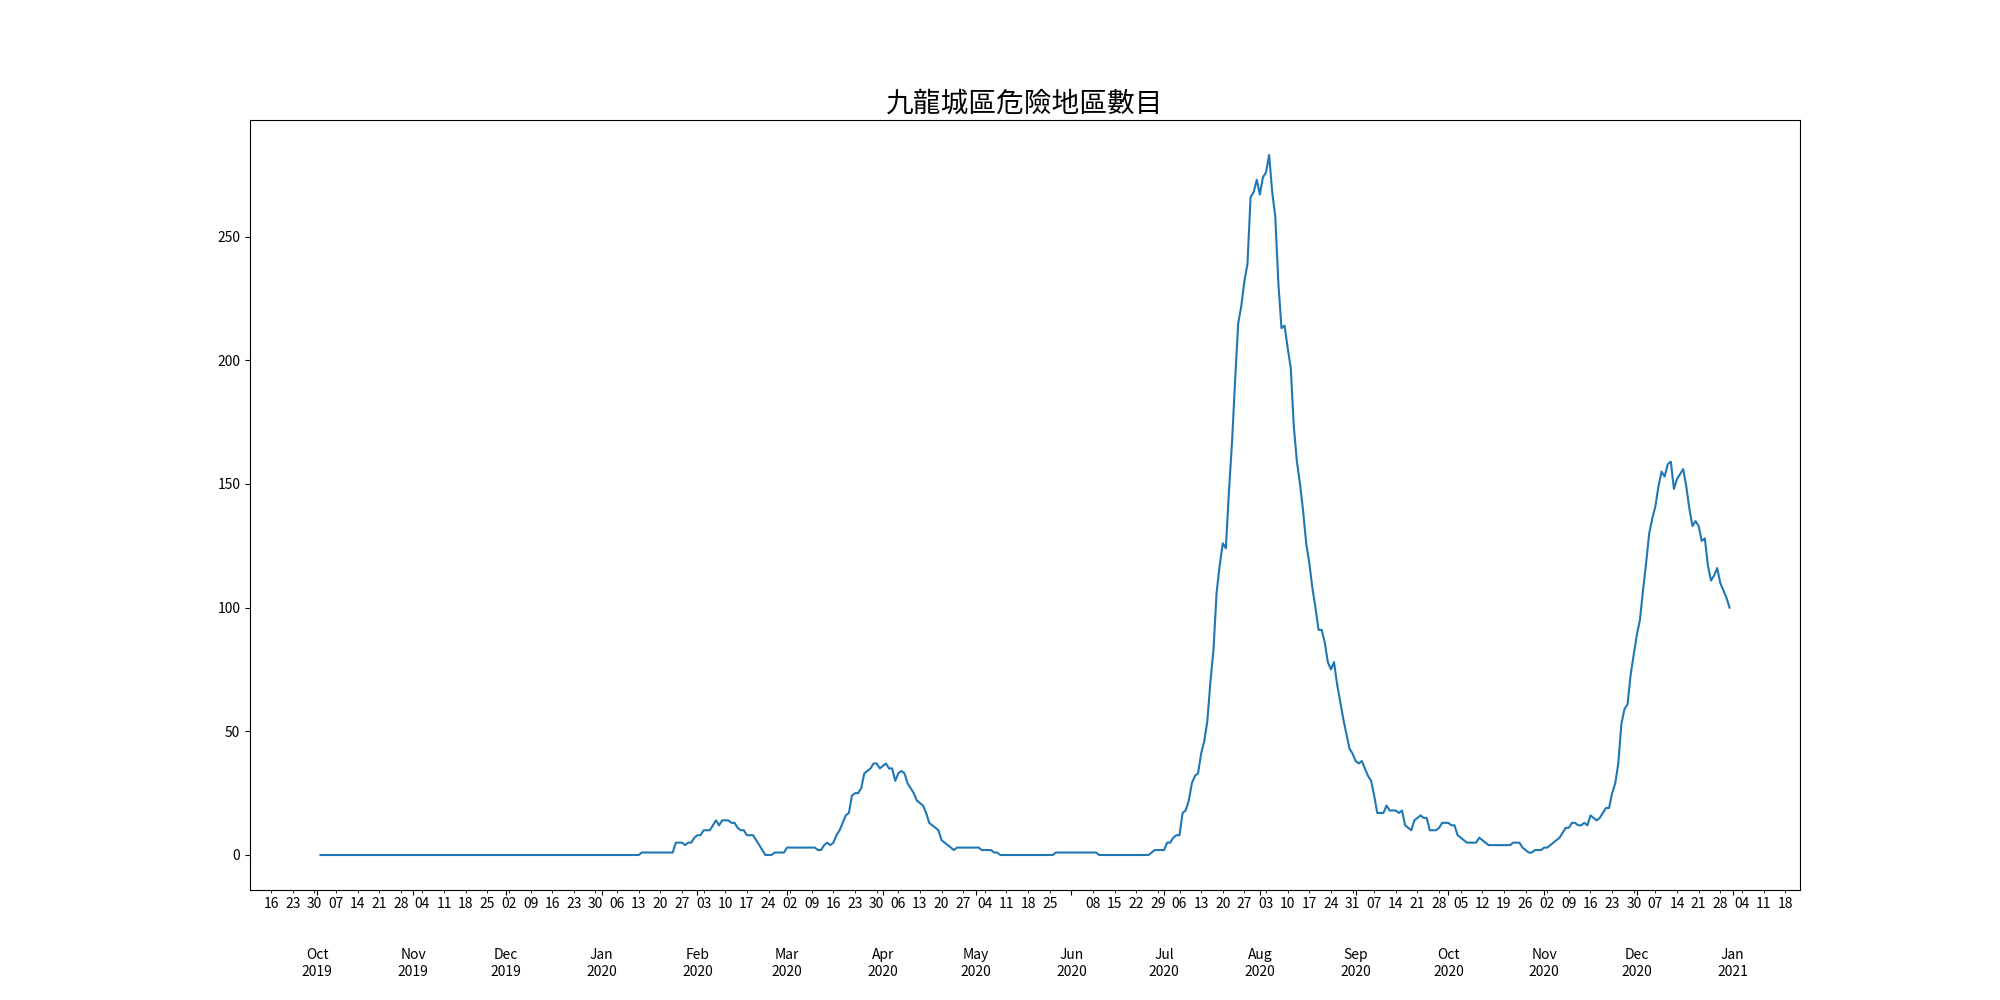 九龍城區危險地區數目
250
200
150
100
50
0
16 23 30 07 14 21 28 04 11 18 25 02 09 16 23 30 06 13 20 27 03 10 17 24 02 09 16 23 30 06 13 20 27 04 11 18 25 08 15 22 29 06 13 20 27 03 10 17 24 31 07 14 21 28 05 12 19 26 02 09 16 23 30 07 14 21 28 04 11 18
Oct Nov Dec Jan Feb Mar Apr May Jun Jul Aug Sep Oct Nov Dec Jan
2019 2019 2019 2020 2020 2020 2020 2020 2020 2020 2020 2020 2020 2020 2020 2021